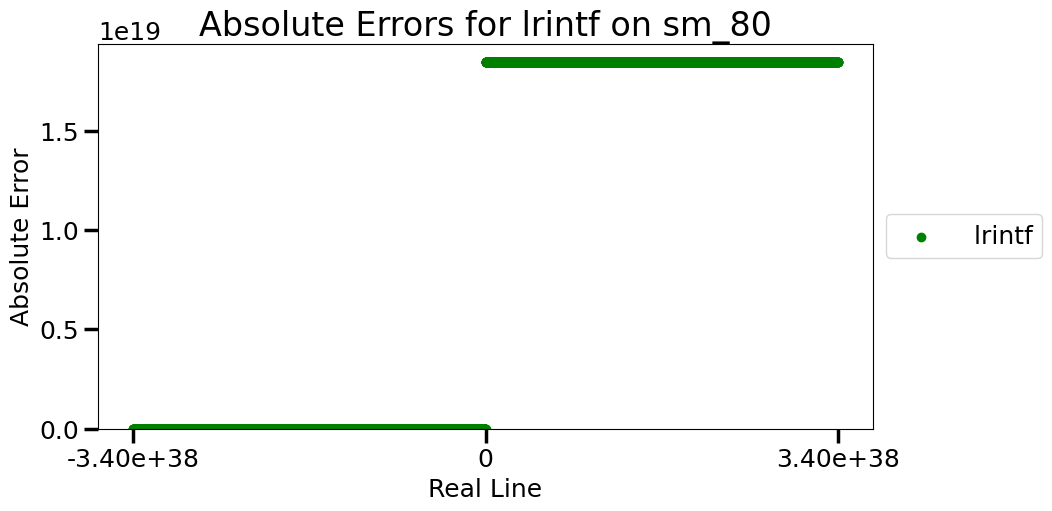 Absolute Errors for lrintf on sm_80
1e19
Absolute Error
1.5
1.0
0.5
0.0
-3.40e+38
0
3.40e+38
Real Line
lrintf